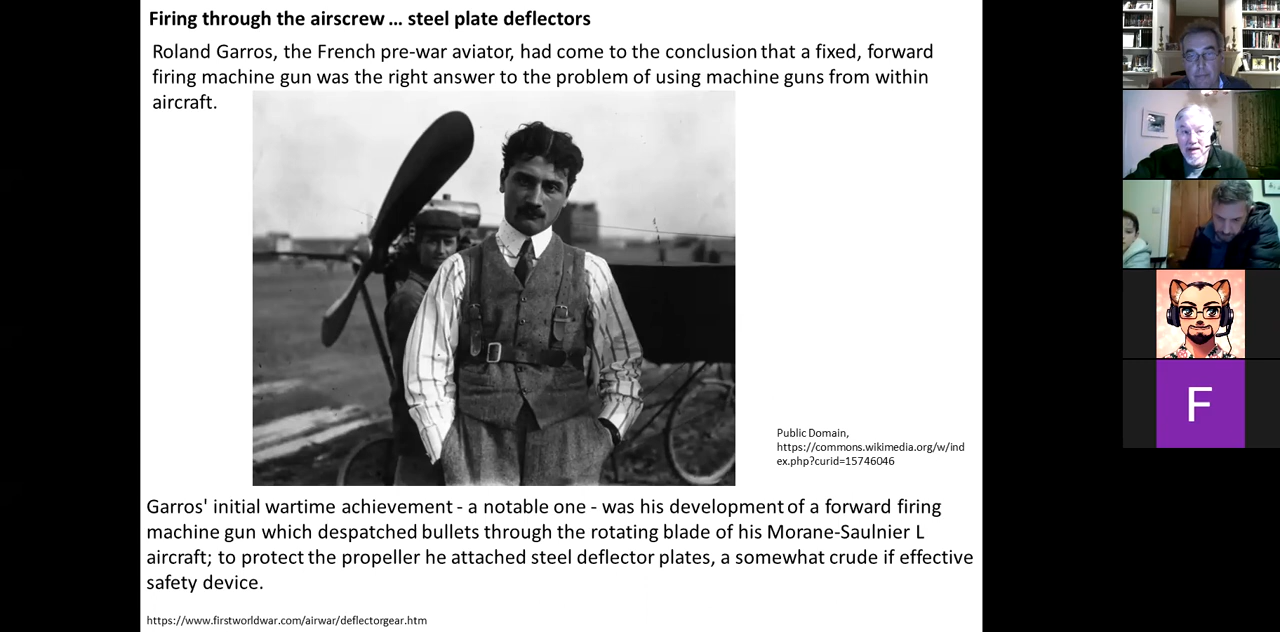 Firing through the airscrew ... steel plate deflectors
Roland Garros, the French pre-war aviator, had come to the conclusion that a fixed, forward
firing machine gun was the right answer to the problem of using machine guns from within
aircraft.
Public Domain,
https://commons.wikimedia.org/w/ind
ex.php?curid=15746046
Garros' initial wartime achievement - a notable one - was his development of a forward firing
machine gun which despatched bullets through the rotating blade of his Morane-Saulnier L
aircraft; to protect the propeller he attached steel deflector plates, a somewhat crude if effective
safety device.
https://www.firstworldwar.com/airwar/deflectorgear.htm
F